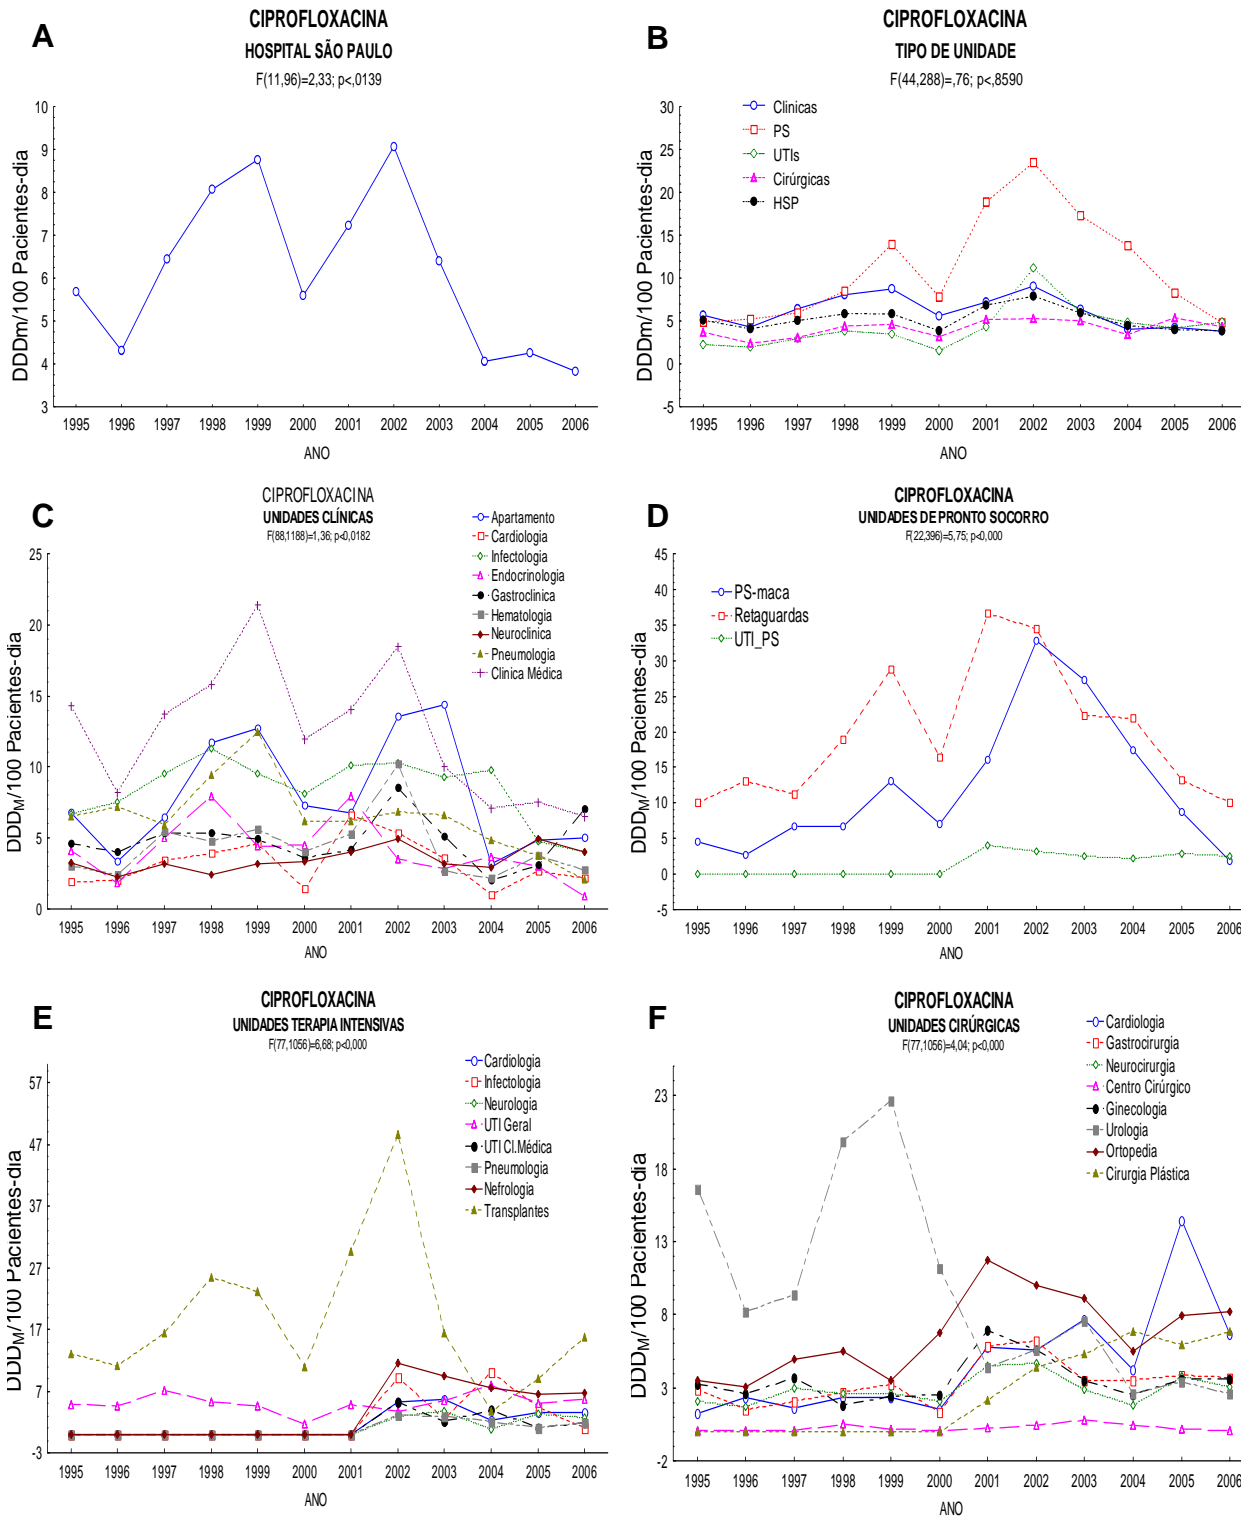 A
CIPROFLOXACINA
HOSPITAL SÃO PAULO
F(11,96)=2,33; p<,0139
DDDm/100 Pacientes-dia
10
9
8
7
6
5
4
3
1995 1996 1997 1998 1999 2000 2001 2002 2003 2004 2005 2006
ANO
B
CIPROFLOXACINA
TIPO DE UNIDADE
F(44,288)=,76; p<,8590
Clinicas
PS
UTIs
Cirúrgicas
HSP
DDDm/100 Pacientes-dia
30
25
20
15
10
5
0
-5
1995 1996 1997 1998 1999 2000 2001 2002 2003 2004 2005 2006
ANO
C
CIPROFLOXACINA
UNIDADES CLÍNICAS
F(88,1188)=1,36; p<0,0182
Apartamento
Cardiologia
Infectologia
Endocrinologia
Gastroclinica
Hematologia
Neuroclinica
Pneumologia
Clinica Médica
DDDM/100 Pacientes-dia
25
20
15
10
5
0
1995 1996 1997 1998 1999 2000 2001 2002 2003 2004 2005 2006
ANO
D
CIPROFLOXACINA
UNIDADES DE PRONTO SOCORRO
F(22,396)=5,75; p<0,000
PS-maca
Retaguardas
UTI_PS
DDDM/100 Pacientes-dia
45
40
35
30
25
20
15
10
5
0
-5
1995 1996 1997 1998 1999 2000 2001 2002 2003 2004 2005 2006
ANO
E
CIPROFLOXACINA
UNIDADES TERAPIA INTENSIVAS
F(77,1056)=6,68; p<0,000
Cardiologia
Infectologia
Neurologia
UTI Geral
UTI Cl.Médica
Pneumologia
Nefrologia
Transplantes
DDDM/100 Pacientes-dia
57
47
37
27
17
7
-3
1995 1996 1997 1998 1999 2000 2001 2002 2003 2004 2005 2006
ANO
F
CIPROFLOXACINA
UNIDADES CIRÚRGICAS
F(77,1056)=4,04; p<0,000
Cardiologia
Gastrocirurgia
Neurocirurgia
Centro Cirúrgico
Ginecologia
Urologia
Ortopedia
Cirurgia Plástica
DDDM/100 Pacientes-dia
23
18
13
8
3
-2
1995 1996 1997 1998 1999 2000 2001 2002 2003 2004 2005 2006
ANO